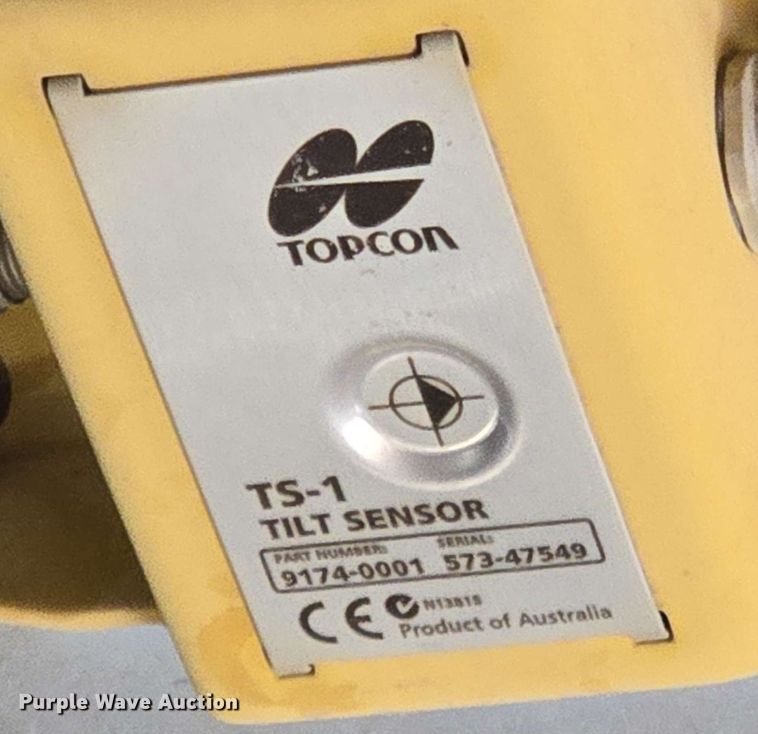 TOPCON
TS-1
TILT SENSOR
PART NUMBER: SERIAL:
9174-0001 573-47549
CE N13818
Product of Australia
Purple Wave Auction